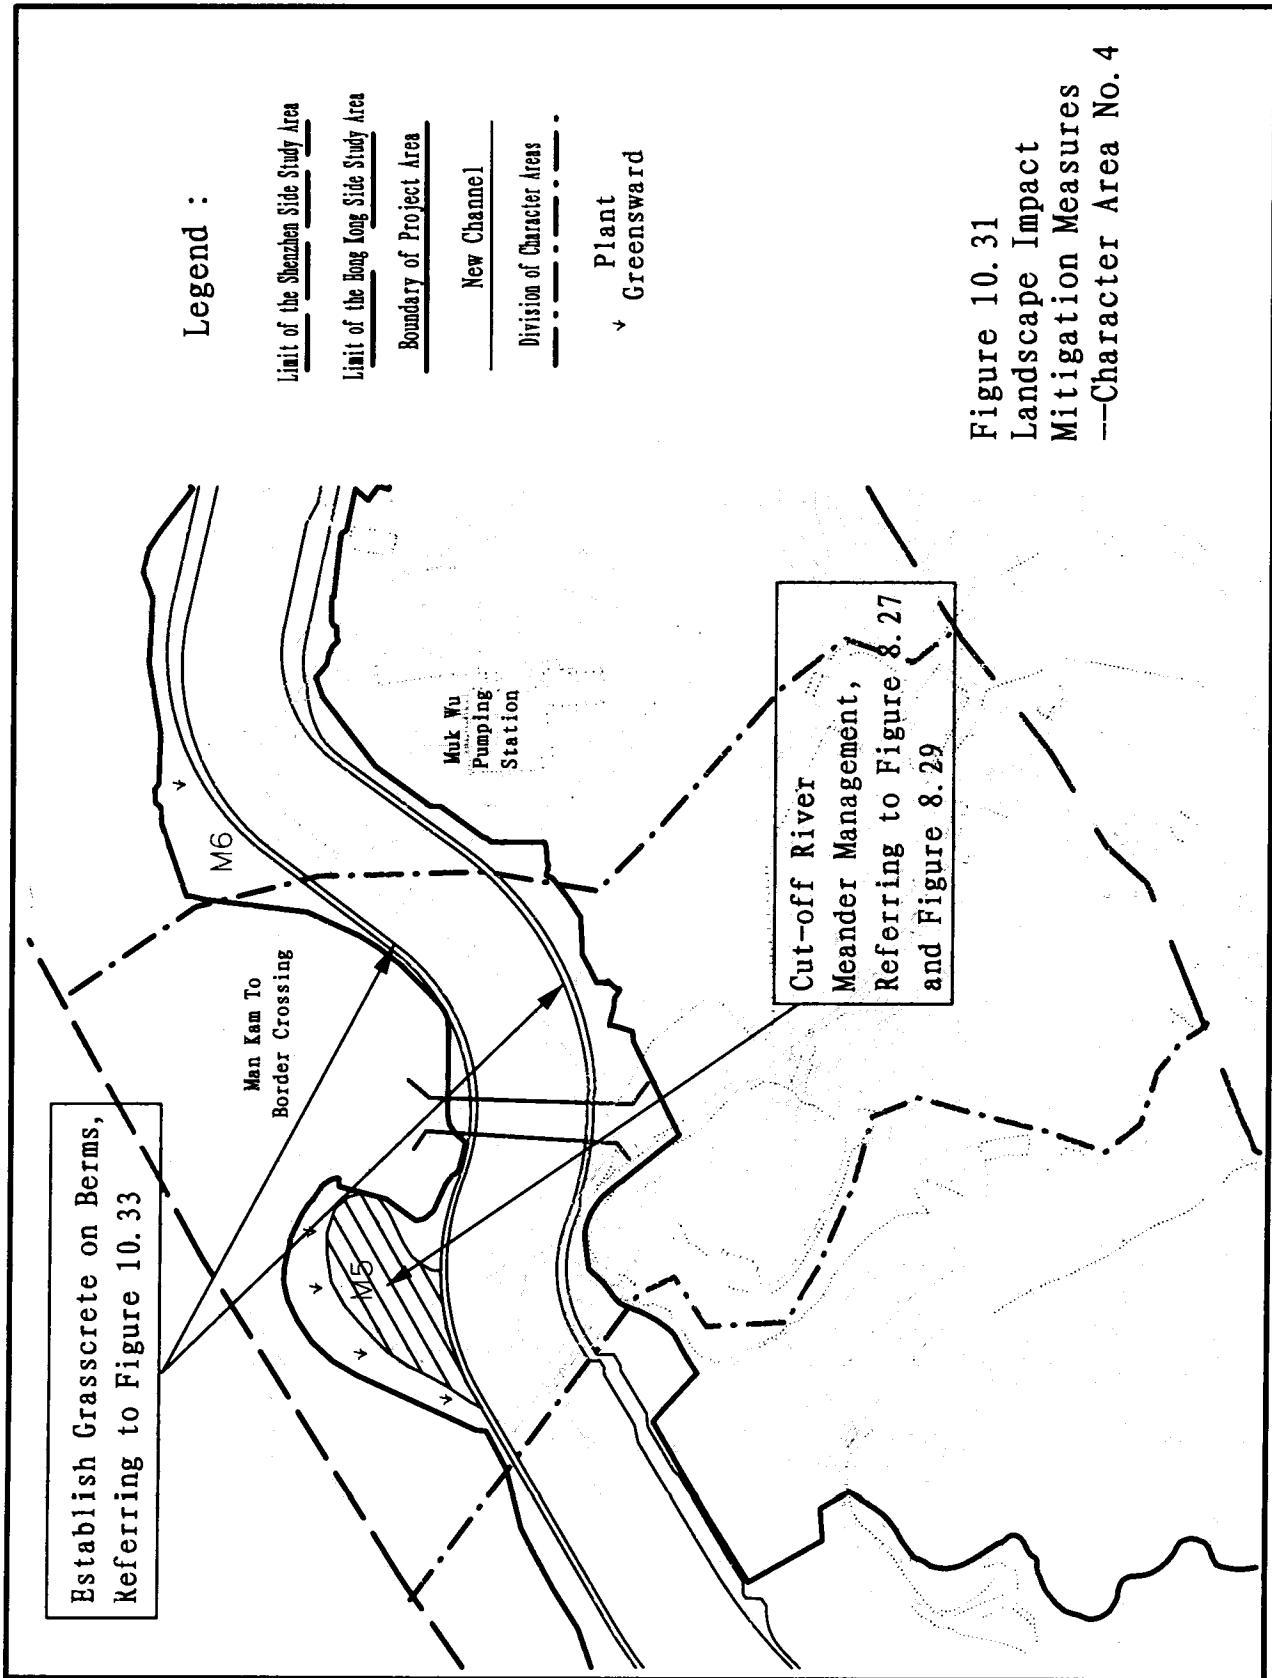 Establish Grasscrete on Berms,
Referring to Figure 10.33
Man Kam To
Border Crossing
M5
M6
Muk Wu
Pumping
Station
Cut-off River
Meander Management,
Referring to Figure 8.27
and Figure 8.29
Legend :
Limit of the Shenzhen Side Study Area
Limit of the Hong Kong Side Study Area
Boundary of Project Area
New Channel
Division of Character Areas
Plant
Greensward
Figure 10.31
Landscape Impact
Mitigation Measures
--Character Area No.4